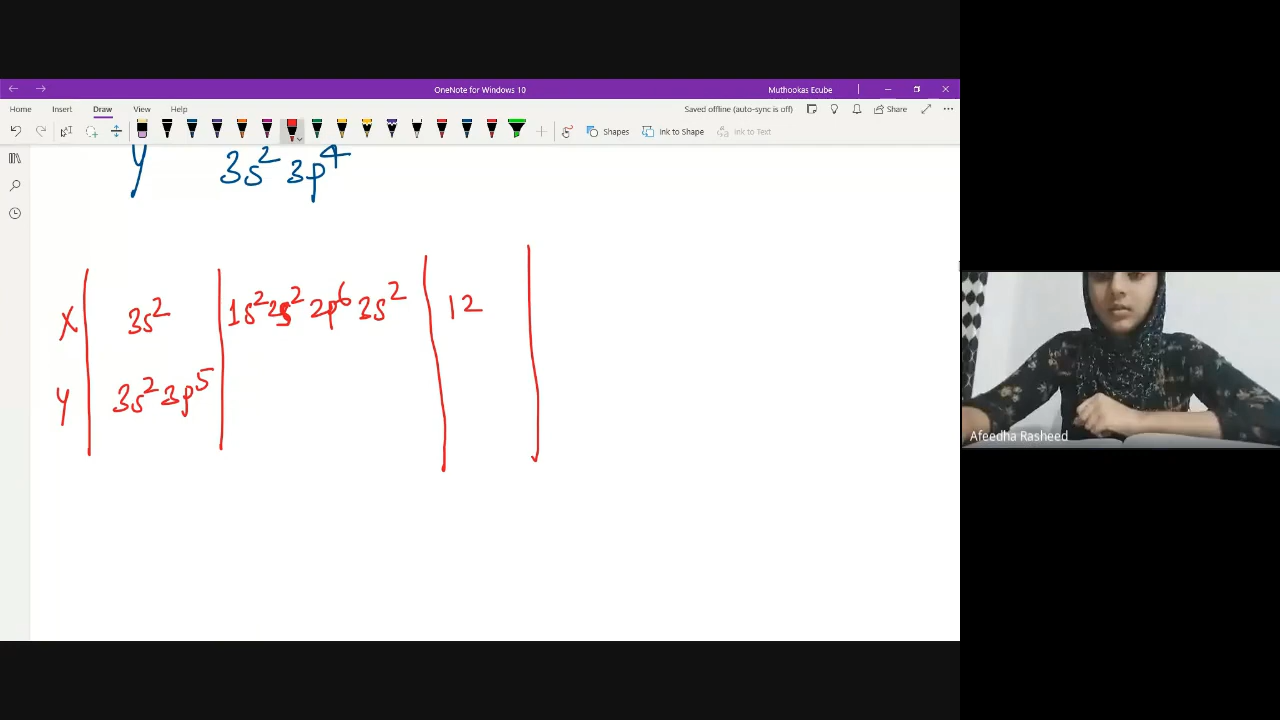 OneNote for Windows 10
Muthookas Ecube
Home Insert Draw View Help
Saved offline (auto-sync is off)
Share
Shapes
Ink to Shape
Ink to Text
Y 3s² 3p⁴
X 3s² 1s² 2s² 2p⁶ 3s² 12
Y 3s² 3p⁵
Afeedha Rasheed